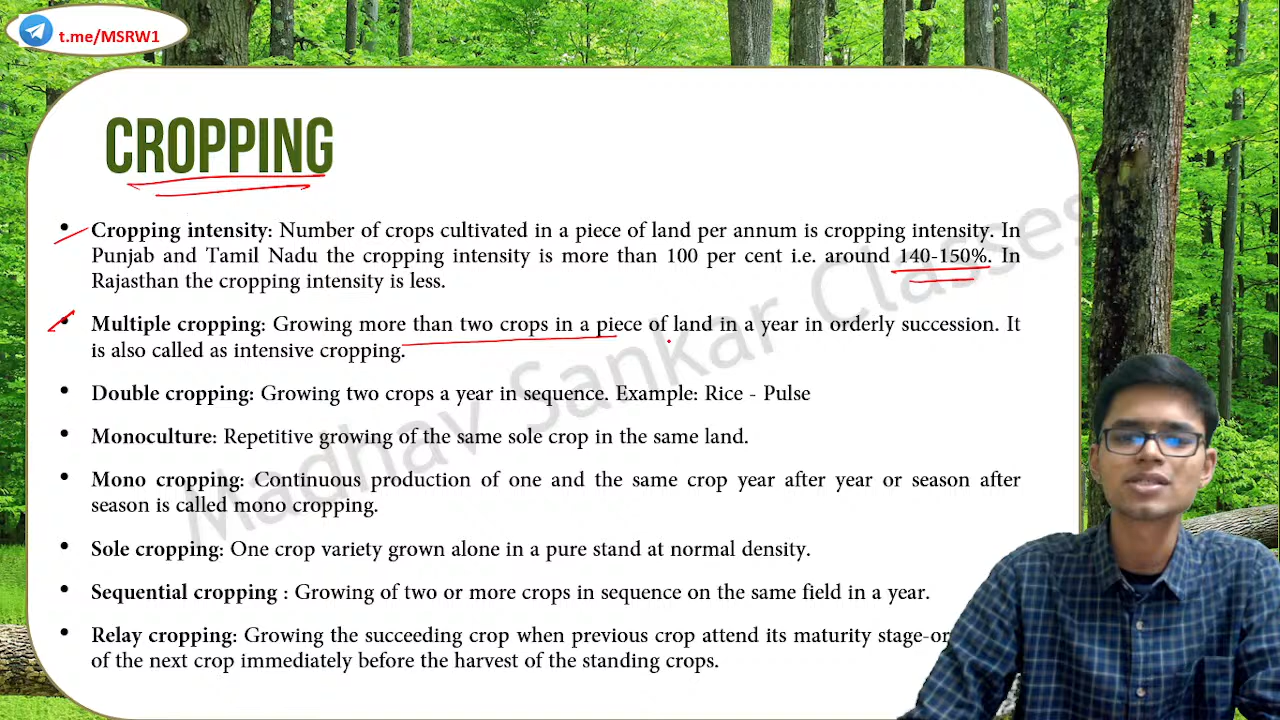 t.me/MSRW1
CROPPING
• Cropping intensity: Number of crops cultivated in a piece of land per annum is cropping intensity. In
Punjab and Tamil Nadu the cropping intensity is more than 100 per cent i.e. around 140-150%. In
Rajasthan the cropping intensity is less.
• Multiple cropping: Growing more than two crops in a piece of land in a year in orderly succession. It
is also called as intensive cropping.
• Double cropping: Growing two crops a year in sequence. Example: Rice - Pulse
• Monoculture: Repetitive growing of the same sole crop in the same land.
• Mono cropping: Continuous production of one and the same crop year after year or season after
season is called mono cropping.
• Sole cropping: One crop variety grown alone in a pure stand at normal density.
• Sequential cropping : Growing of two or more crops in sequence on the same field in a year.
• Relay cropping: Growing the succeeding crop when previous crop attend its maturity stage-or
of the next crop immediately before the harvest of the standing crops.
Madhav Sankar Classes